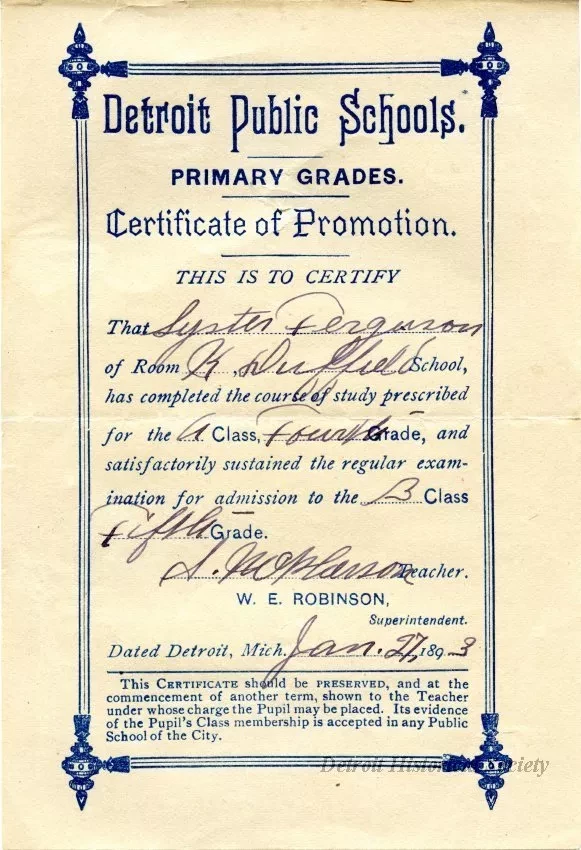 Detroit Public Schools.
PRIMARY GRADES.
Certificate of Promotion.
THIS IS TO CERTIFY
That Syster Ferguson
of Room K, Duffield School,
has completed the course of study prescribed
for the A Class, Fourth Grade, and
satisfactorily sustained the regular exam-
ination for admission to the B Class
Fifth Grade.
S. Teacher.
W. E. ROBINSON,
Superintendent.
Dated Detroit, Mich. Jan. 27, 1893
This CERTIFICATE should be PRESERVED, and at the
commencement of another term, shown to the Teacher
under whose charge the Pupil may be placed. Its evidence
of the Pupil's Class membership is accepted in any Public
School of the City.
Detroit Historical Society